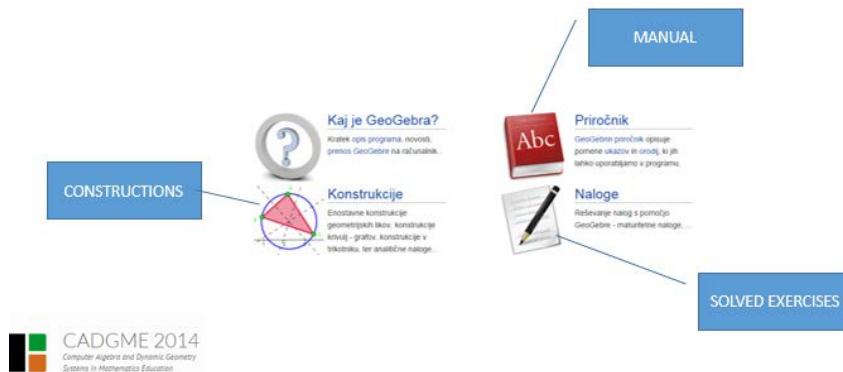 MANUAL
Kaj je GeoGebra?
Kratek opis programa, novosti,
prenos GeoGebre na računalnik...
Abc
Priročnik
GeoGebrin priročnik opisuje
pomene ukazov in orodij, ki jih
lahko uporabljamo v programu.
CONSTRUCTIONS
Konstrukcije
Enostavne konstrukcije
geometrijskih likov, konstrukcije
krivulj - grafov, konstrukcije v
trikotniku, ter analitične naloge...
Naloge
Reševanje nalog s pomočjo
GeoGebre - maturitetne naloge, ...
SOLVED EXERCISES
CADGME 2014
Computer Algebra and Dynamic Geometry
Systems in Mathematics Education